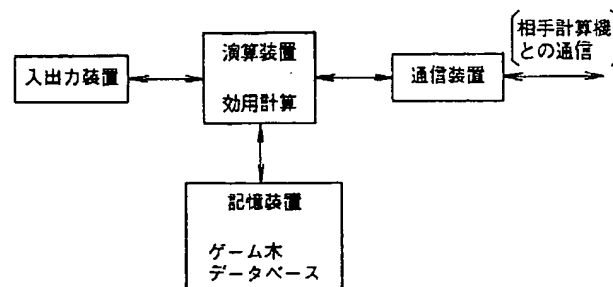 入出力装置
演算装置
効用計算
通信装置
相手計算機
との通信
記憶装置
ゲーム木
データベース